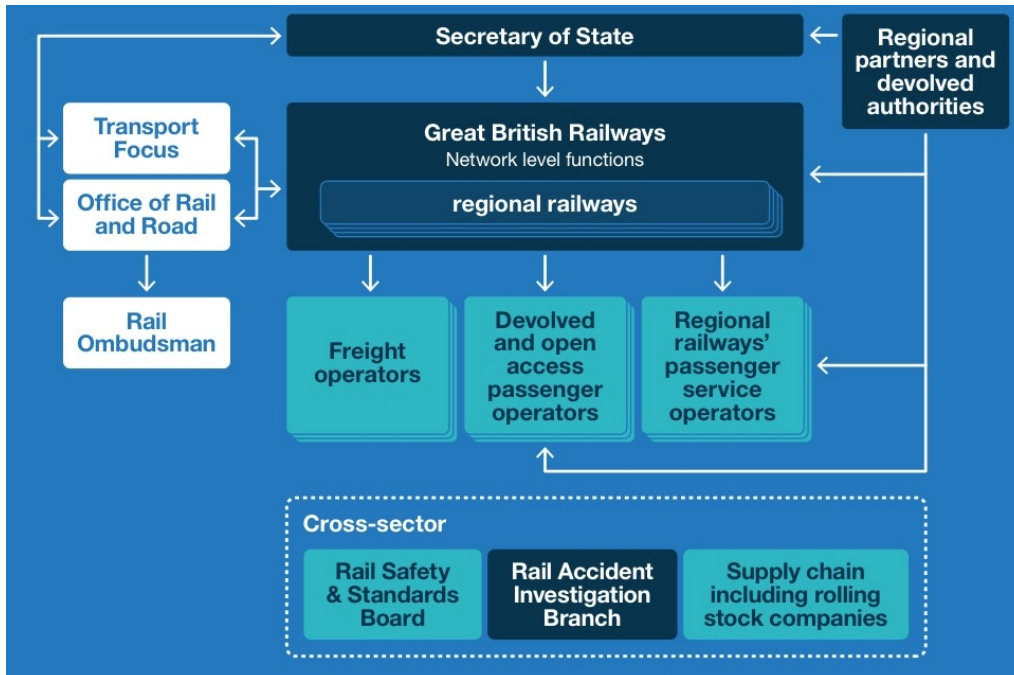 Secretary of State
Regional
partners and
devolved
authorities
Transport
Focus
Office of Rail
and Road
Rail
Ombudsman
Great British Railways
Network level functions
regional railways
Freight
operators
Devolved
and open
access
passenger
operators
Regional
railways’
passenger
service
operators
Cross-sector
Rail Safety
& Standards
Board
Rail Accident
Investigation
Branch
Supply chain
including rolling
stock companies